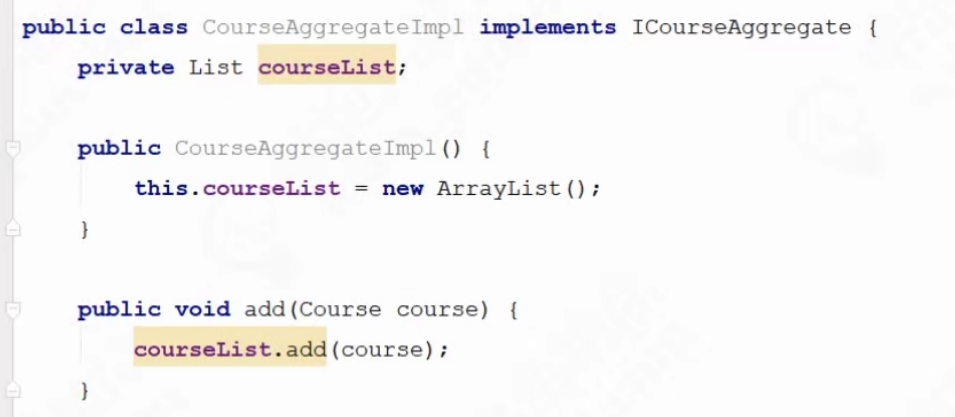 public class CourseAggregateImpl implements ICourseAggregate {
private List courseList;
public CourseAggregateImpl() {
this.courseList = new ArrayList();
}
public void add(Course course) {
courseList.add(course);
}